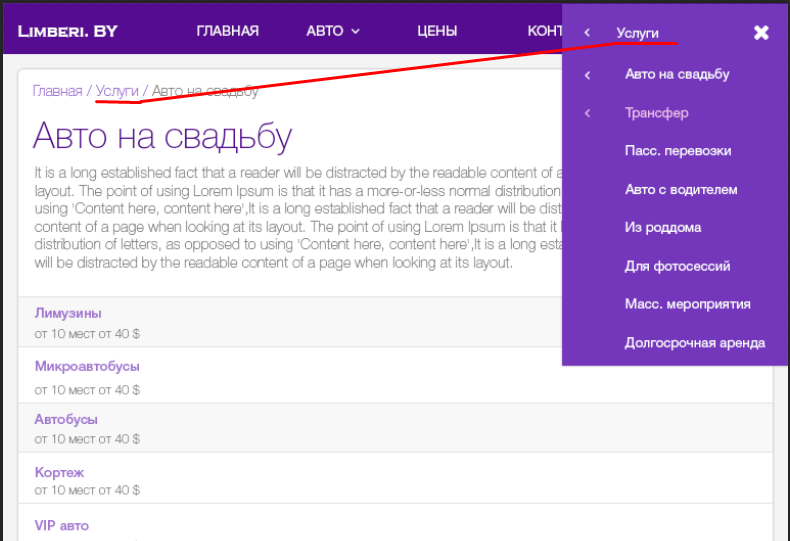 LIMBERI. BY ГЛАВНАЯ АВТО ЦЕНЫ КОНТ
Главная / Услуги / Авто на свадьбу
Авто на свадьбу
It is a long established fact that a reader will be distracted by the readable content of a
layout. The point of using Lorem Ipsum is that it has a more-or-less normal distribution
using 'Content here, content here',It is a long established fact that a reader will be dist
content of a page when looking at its layout. The point of using Lorem Ipsum is that it
distribution of letters, as opposed to using 'Content here, content here',It is a long esta
will be distracted by the readable content of a page when looking at its layout.
Лимузины
от 10 мест от 40 $
Микроавтобусы
от 10 мест от 40 $
Автобусы
от 10 мест от 40 $
Кортеж
от 10 мест от 40 $
VIP авто
Услуги
Авто на свадьбу
Трансфер
Пасс. перевозки
Авто с водителем
Из роддома
Для фотосессий
Масс. мероприятия
Долгосрочная аренда